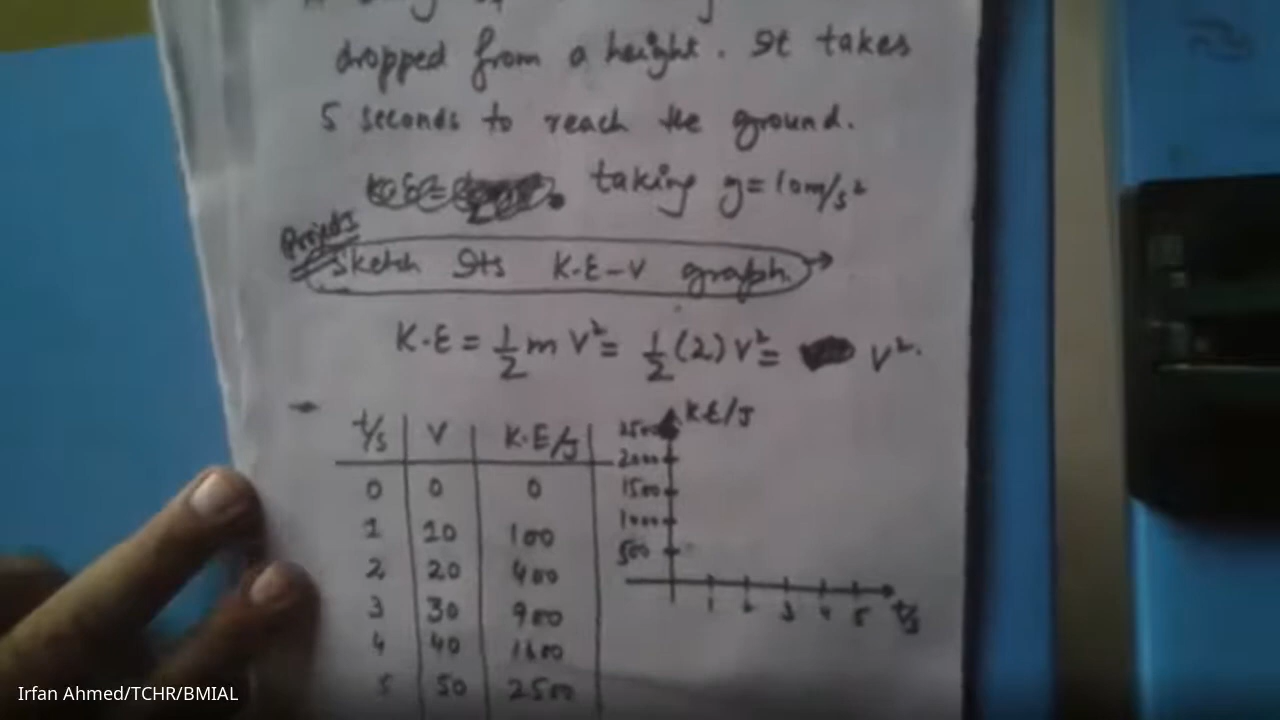 dropped from a height. It takes
5 seconds to reach the ground.
taking g = 10m/s²
Projects
Sketch Its K.E-V graph.
K.E = 1/2 m V² = 1/2 (2) V² = V².
t/s V K.E/J
0 0 0
1 10 100
2 20 400
3 30 900
4 40 1600
5 50 2500
K.E/J
2500
2000
1500
1000
500
1 2 3 4 5 t/s
Irfan Ahmed/TCHR/BMIAL